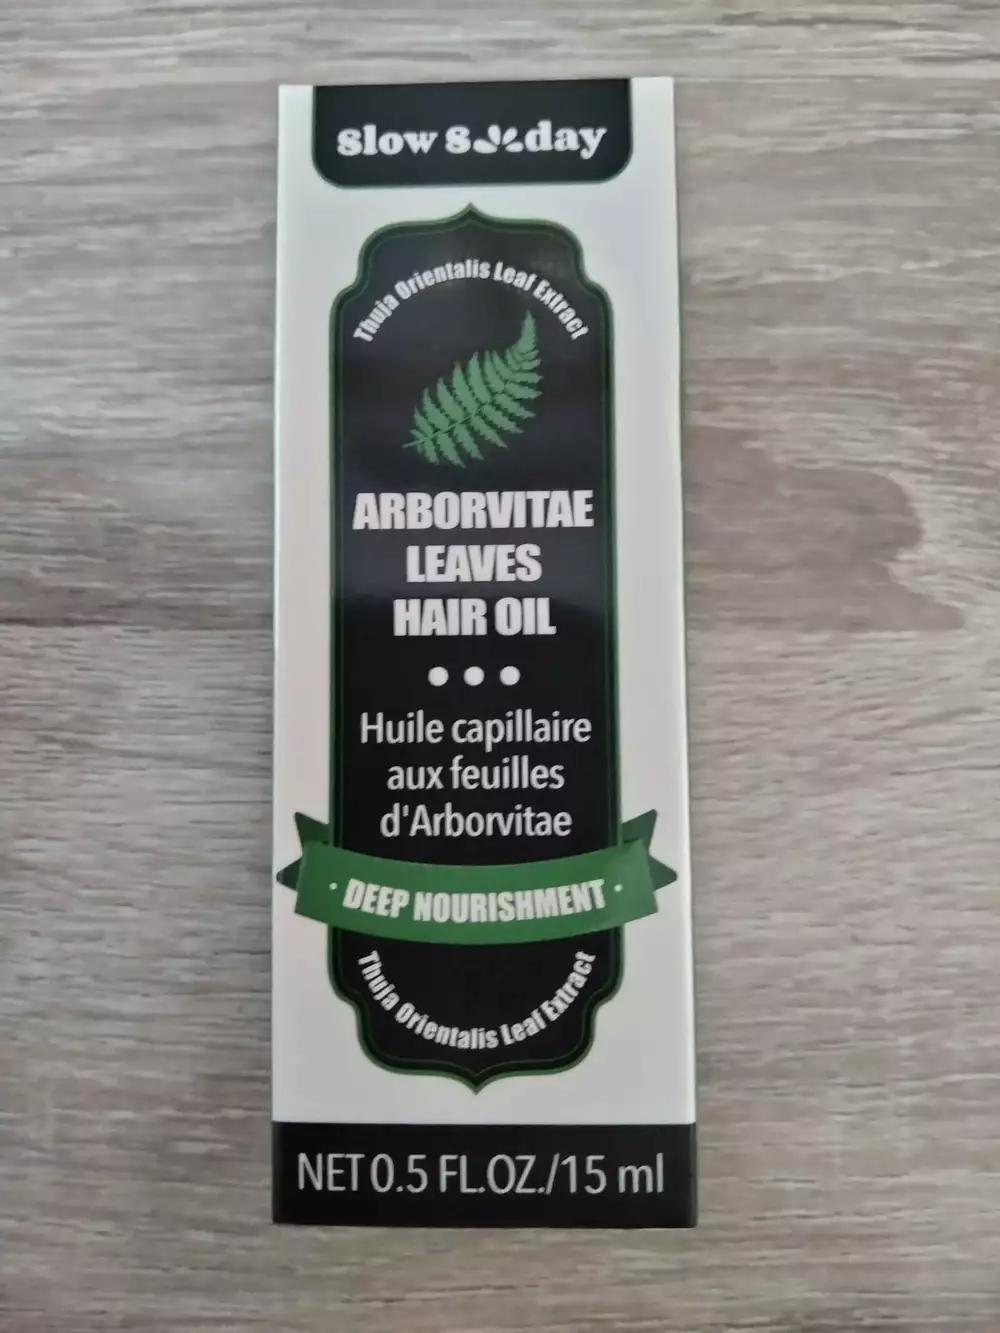 Slow Sunday
Thuja Orientalis Leaf Extract
ARBORVITAE
LEAVES
HAIR OIL
Huile capillaire
aux feuilles
d'Arborvitae
· DEEP NOURISHMENT ·
Thuja Orientalis Leaf Extract
NET 0.5 FL.OZ./15 ml